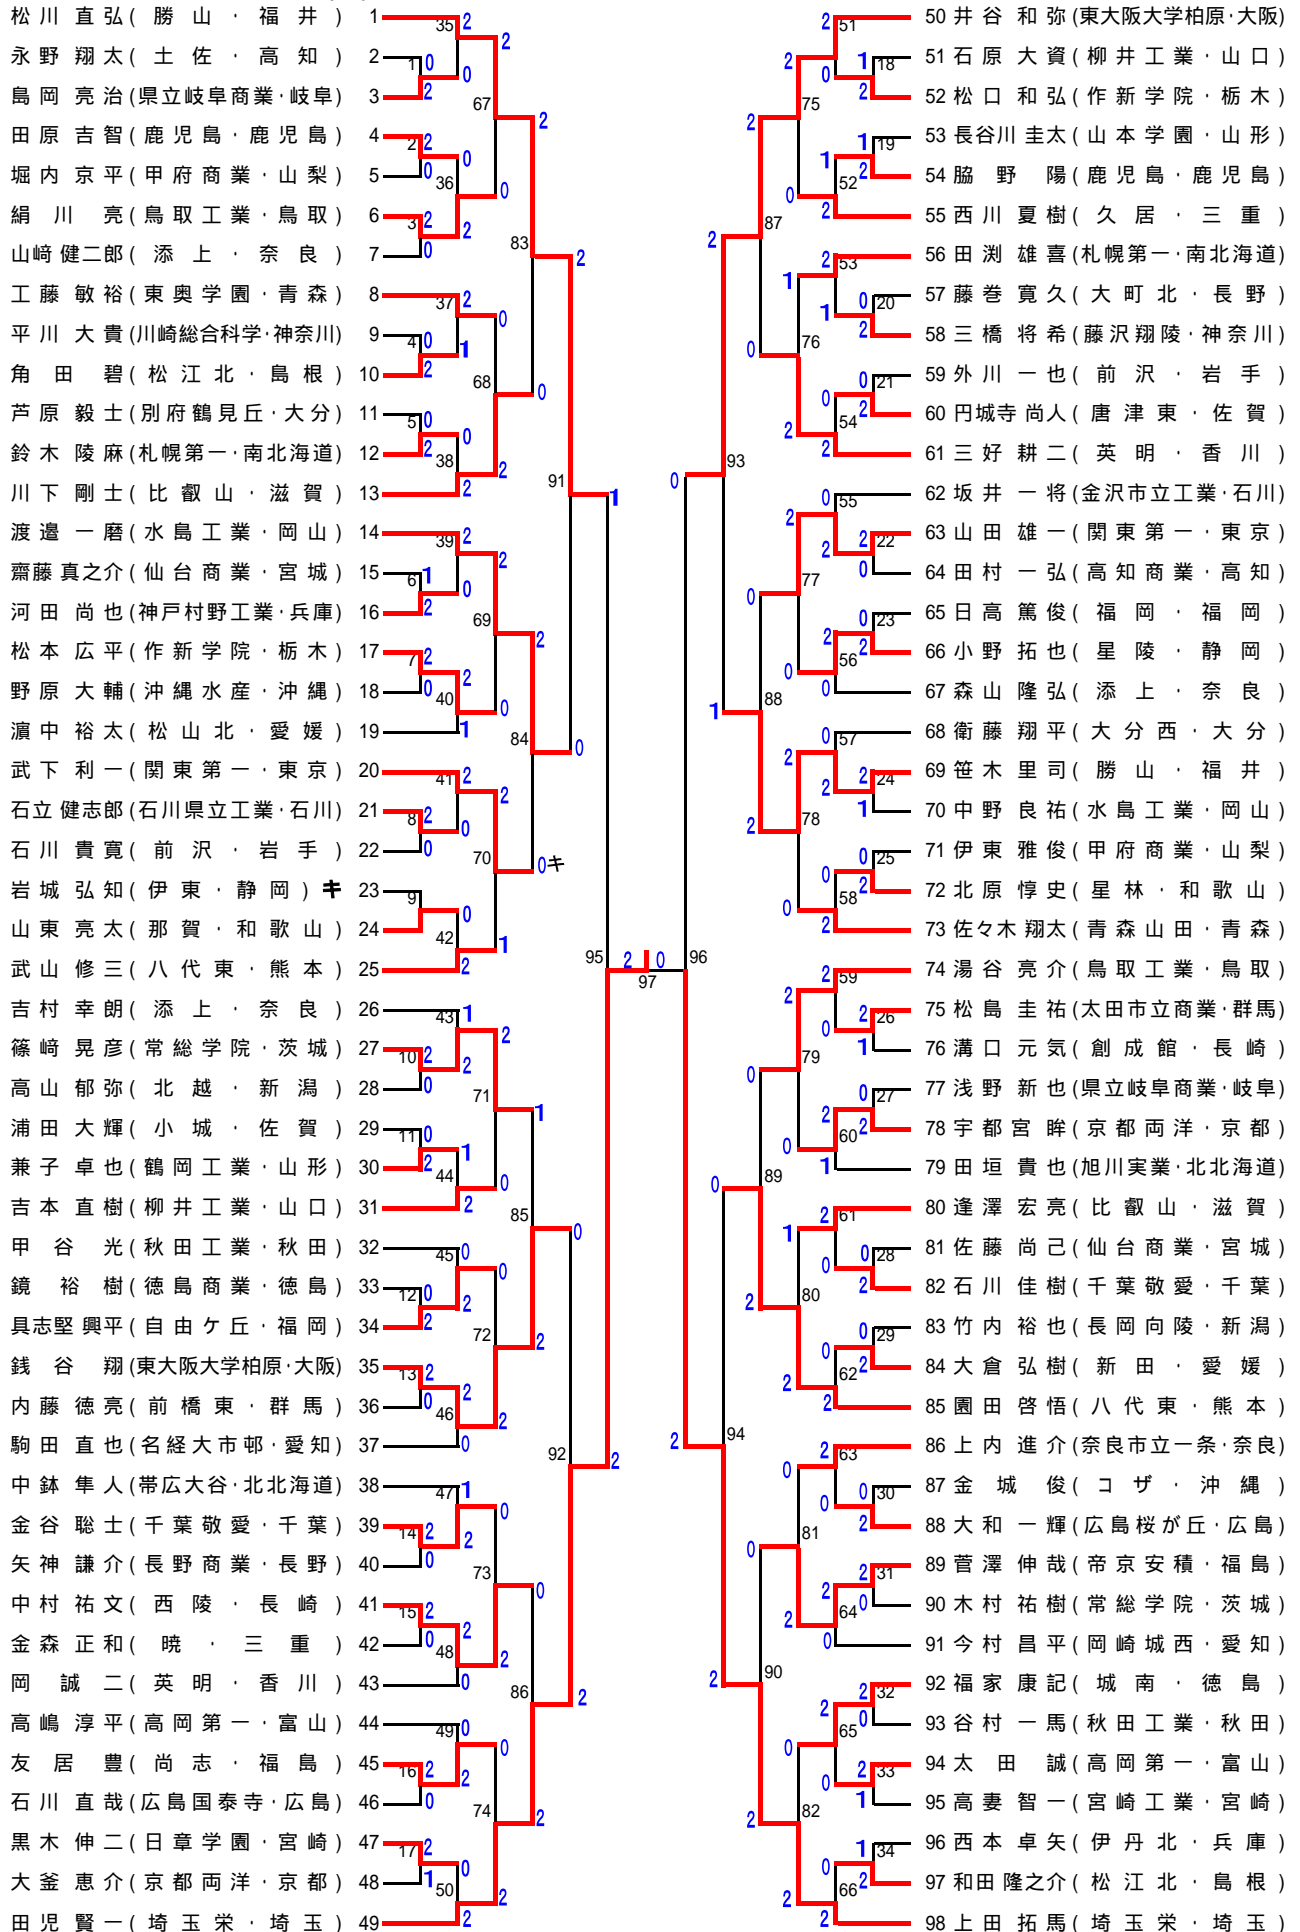 松川直弘(勝山・福井) 1
永野翔太(土佐・高知) 2
島岡亮治(県立岐阜商業・岐阜) 3
田原吉智(鹿児島・鹿児島) 4
堀内京平(甲府商業・山梨) 5
絹川亮(鳥取工業・鳥取) 6
山﨑健二郎(添上・奈良) 7
工藤敏裕(東奥学園・青森) 8
平川大貴(川崎総合科学・神奈川) 9
角田碧(松江北・島根) 10
芦原毅士(別府鶴見丘・大分) 11
鈴木陵麻(札幌第一・南北海道) 12
川下剛士(比叡山・滋賀) 13
渡邉一磨(水島工業・岡山) 14
齋藤真之介(仙台商業・宮城) 15
河田尚也(神戸村野工業・兵庫) 16
松本広平(作新学院・栃木) 17
野原大輔(沖縄水産・沖縄) 18
濵中裕太(松山北・愛媛) 19
武下利一(関東第一・東京) 20
石立健志郎(石川県立工業・石川) 21
石川貴寛(前沢・岩手) 22
岩城弘知(伊東・静岡)キ 23
山東亮太(那賀・和歌山) 24
武山修三(八代東・熊本) 25
吉村幸朗(添上・奈良) 26
篠﨑晃彦(常総学院・茨城) 27
高山郁弥(北越・新潟) 28
浦田大輝(小城・佐賀) 29
兼子卓也(鶴岡工業・山形) 30
吉本直樹(柳井工業・山口) 31
甲谷光(秋田工業・秋田) 32
鏡裕樹(徳島商業・徳島) 33
具志堅興平(自由ケ丘・福岡) 34
銭谷翔(東大阪大学柏原・大阪) 35
内藤徳亮(前橋東・群馬) 36
駒田直也(名経大市邨・愛知) 37
中鉢隼人(帯広大谷・北北海道) 38
金谷聡士(千葉敬愛・千葉) 39
矢神謙介(長野商業・長野) 40
中村祐文(西陵・長崎) 41
金森正和(暁・三重) 42
岡誠二(英明・香川) 43
高嶋淳平(高岡第一・富山) 44
友居豊(尚志・福島) 45
石川直哉(広島国泰寺・広島) 46
黒木伸二(日章学園・宮崎) 47
大釜恵介(京都両洋・京都) 48
田児賢一(埼玉栄・埼玉) 49
50 井谷和弥(東大阪大学柏原・大阪)
51 石原大資(柳井工業・山口)
52 松口和弘(作新学院・栃木)
53 長谷川圭太(山本学園・山形)
54 脇野陽(鹿児島・鹿児島)
55 西川夏樹(久居・三重)
56 田渕雄喜(札幌第一・南北海道)
57 藤巻寛久(大町北・長野)
58 三橋将希(藤沢翔陵・神奈川)
59 外川一也(前沢・岩手)
60 円城寺尚人(唐津東・佐賀)
61 三好耕二(英明・香川)
62 坂井一将(金沢市立工業・石川)
63 山田雄一(関東第一・東京)
64 田村一弘(高知商業・高知)
65 日高篤俊(福岡・福岡)
66 小野拓也(星陵・静岡)
67 森山隆弘(添上・奈良)
68 衛藤翔平(大分西・大分)
69 笹木里司(勝山・福井)
70 中野良祐(水島工業・岡山)
71 伊東雅俊(甲府商業・山梨)
72 北原惇史(星林・和歌山)
73 佐々木翔太(青森山田・青森)
74 湯谷亮介(鳥取工業・鳥取)
75 松島圭祐(太田市立商業・群馬)
76 溝口元気(創成館・長崎)
77 浅野新也(県立岐阜商業・岐阜)
78 宇都宮眸(京都両洋・京都)
79 田垣貴也(旭川実業・北北海道)
80 逢澤宏亮(比叡山・滋賀)
81 佐藤尚己(仙台商業・宮城)
82 石川佳樹(千葉敬愛・千葉)
83 竹内裕也(長岡向陵・新潟)
84 大倉弘樹(新田・愛媛)
85 園田啓悟(八代東・熊本)
86 上内進介(奈良市立一条・奈良)
87 金城俊(コザ・沖縄)
88 大和一輝(広島桜が丘・広島)
89 菅澤伸哉(帝京安積・福島)
90 木村祐樹(常総学院・茨城)
91 今村昌平(岡崎城西・愛知)
92 福家康記(城南・徳島)
93 谷村一馬(秋田工業・秋田)
94 太田誠(高岡第一・富山)
95 高妻智一(宮崎工業・宮崎)
96 西本卓矢(伊丹北・兵庫)
97 和田隆之介(松江北・島根)
98 上田拓馬(埼玉栄・埼玉)
95 2 0 96
97